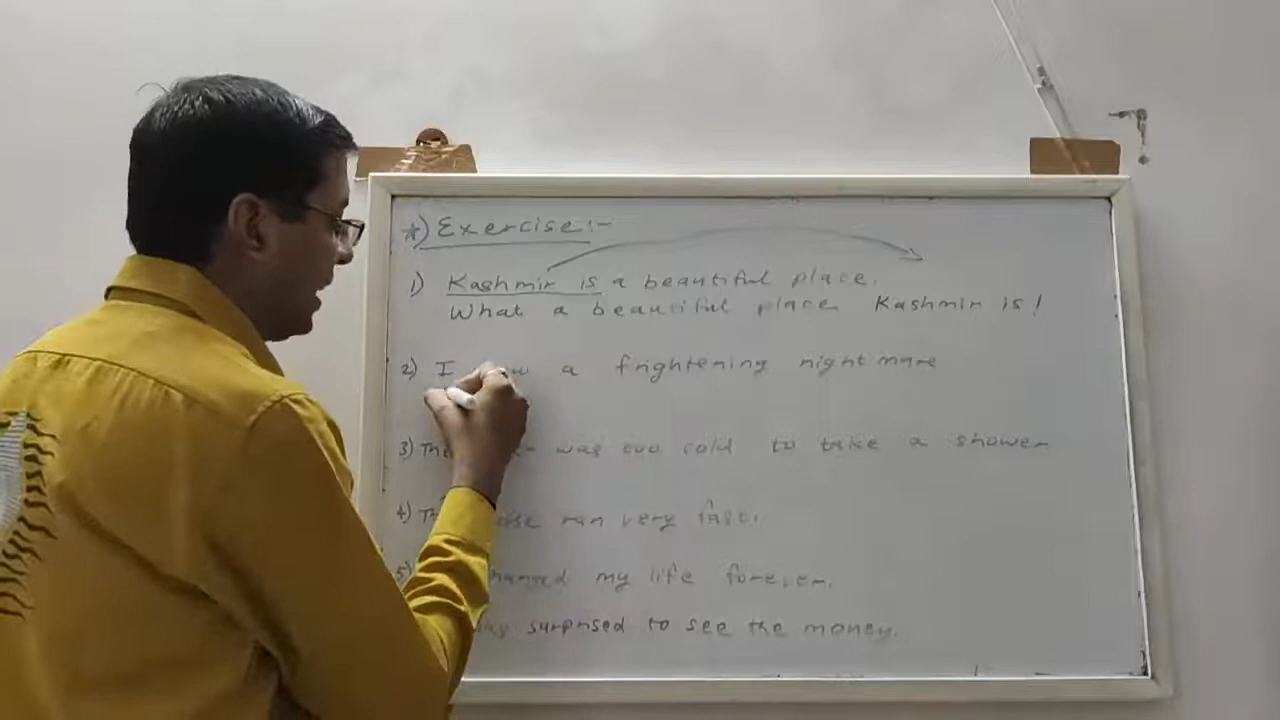 *) Exercise:-
1) Kashmir is a beautiful place.
What a beautiful place Kashmir is!
2) I a frightening nightmare
3) was too cold to take a shower
4) ran very fast.
5) my life forever.
surprised to see the money.